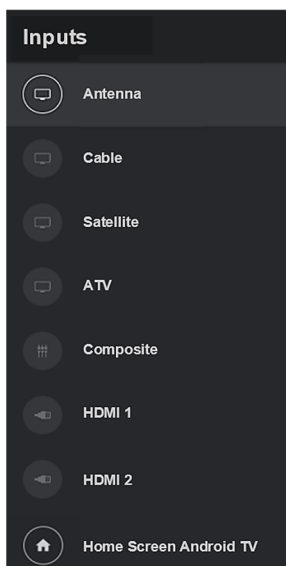 Inputs
Antenna
Cable
Satellite
ATV
Composite
HDMI 1
HDMI 2
Home Screen Android TV